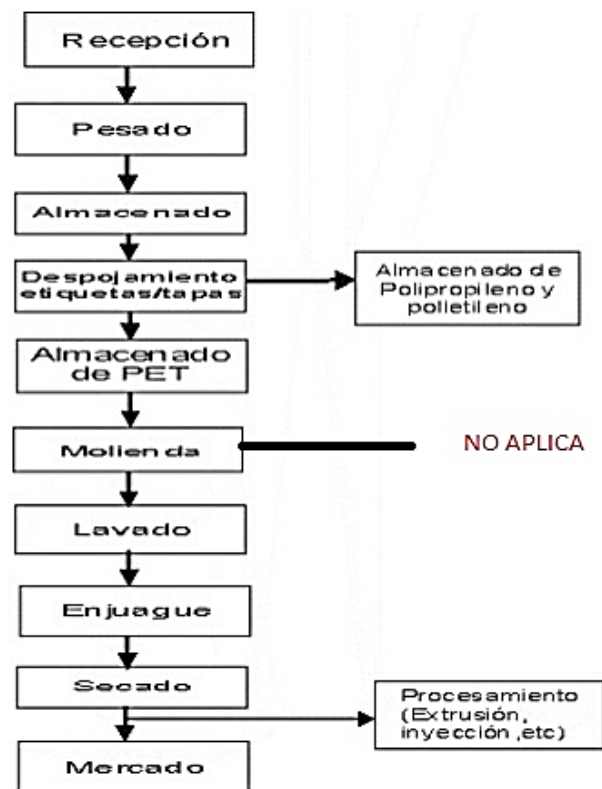 Recepción
Pesado
Almacenado
Despojamiento
etiquetas/tapas
Almacenado de
Polipropileno y
polietileno
Almacenado
de PET
Molienda
NO APLICA
Lavado
Enjuague
Secado
Procesamiento
(Extrusión,
inyección ,etc)
Mercado